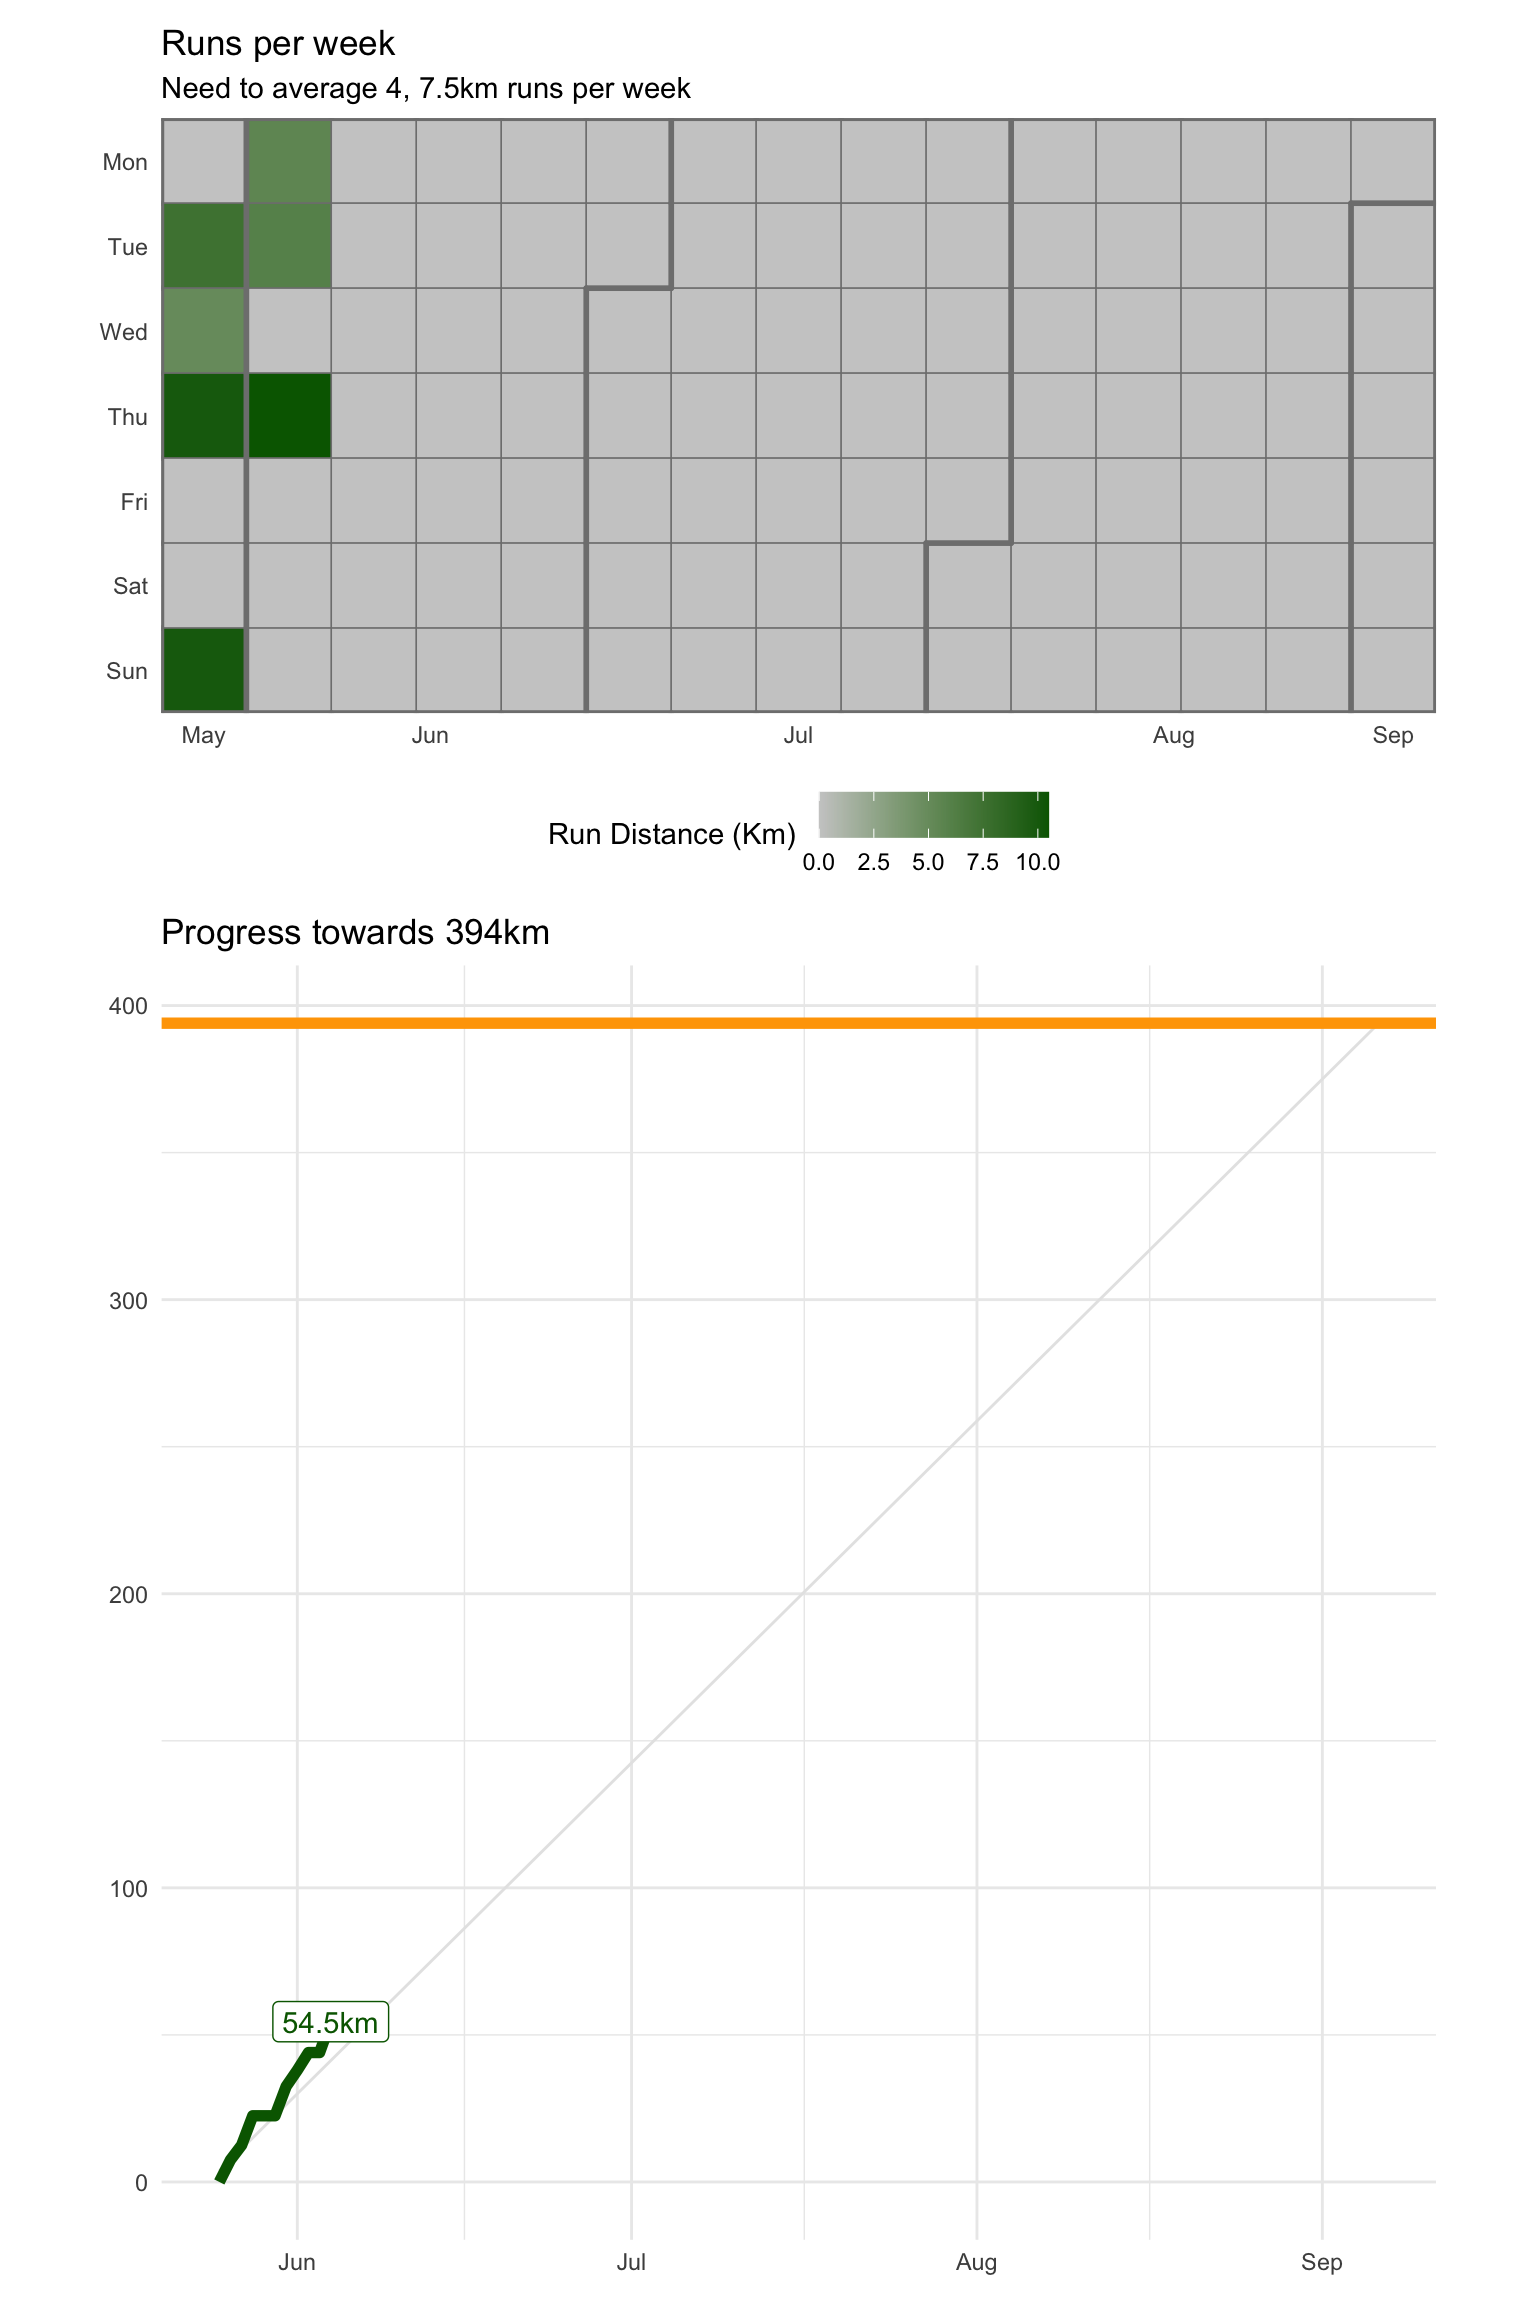 Runs per week
Need to average 4, 7.5km runs per week
Mon
Tue
Wed
Thu
Fri
Sat
Sun
May Jun Jul Aug Sep
Run Distance (Km)
0.0 2.5 5.0 7.5 10.0
Progress towards 394km
400
300
200
100
54.5km
0
Jun Jul Aug Sep